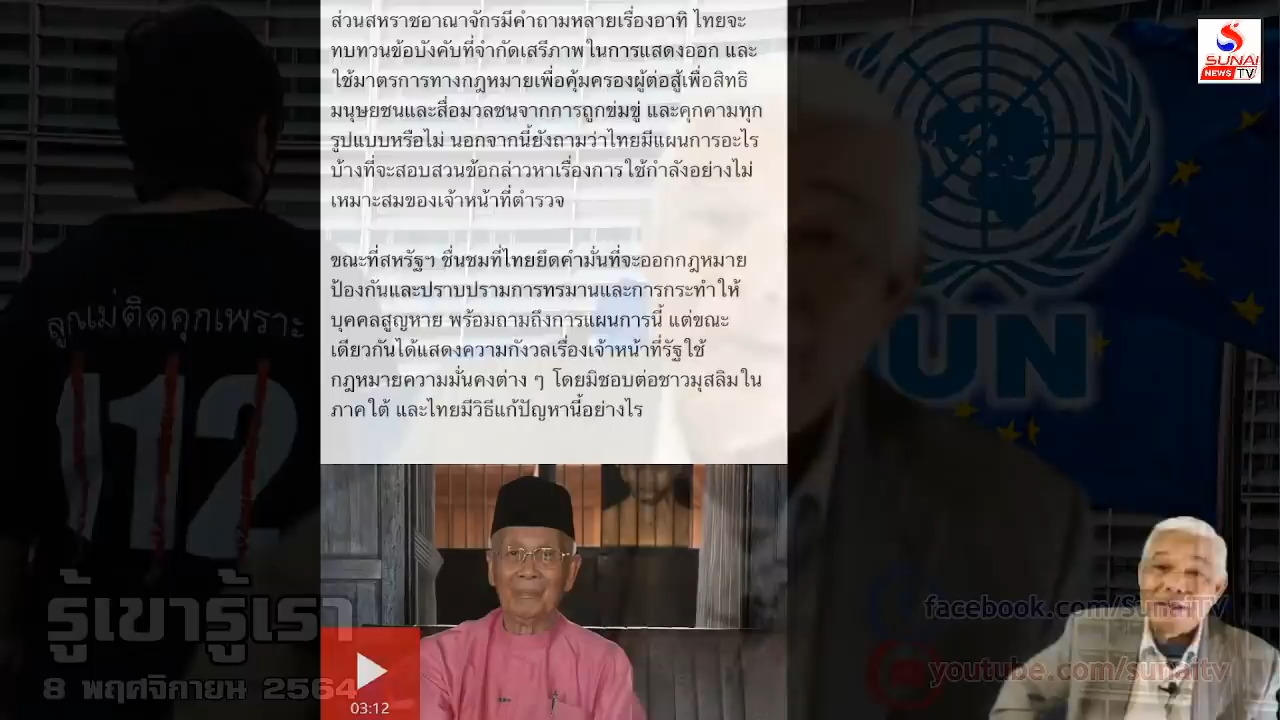 ส่วนสหราชอาณาจักรมีคำถามหลายเรื่องอาทิ ไทยจะ
ทบทวนข้อบังคับที่จำกัดเสรีภาพในการแสดงออก และ
ใช้มาตรการทางกฎหมายเพื่อคุ้มครองผู้ต่อสู้เพื่อสิทธิ
มนุษยชนและสื่อมวลชนจากการถูกข่มขู่ และคุกคามทุก
รูปแบบหรือไม่ นอกจากนี้ยังถามว่าไทยมีแผนการอะไร
บ้างที่จะสอบสวนข้อกล่าวหาเรื่องการใช้กำลังอย่างไม่
เหมาะสมของเจ้าหน้าที่ตำรวจ
ขณะที่สหรัฐฯ ชื่นชมที่ไทยยึดคำมั่นที่จะออกกฎหมาย
ป้องกันและปราบปรามการทรมานและการกระทำให้
บุคคลสูญหาย พร้อมถามถึงการแผนการนี้ แต่ขณะ
เดียวกันได้แสดงความกังวลเรื่องเจ้าหน้าที่รัฐใช้
กฎหมายความมั่นคงต่าง ๆ โดยมิชอบต่อชาวมุสลิมใน
ภาคใต้ และไทยมีวิธีแก้ปัญหานี้อย่างไร
03:12
SUNAI
NEWS TV
UN
ลูกแม่ติดคุกเพราะ
112
รู้เขารู้เรา
8 พฤศจิกายน 2564
facebook.com/Sunaitv
youtube.com/sunaitv